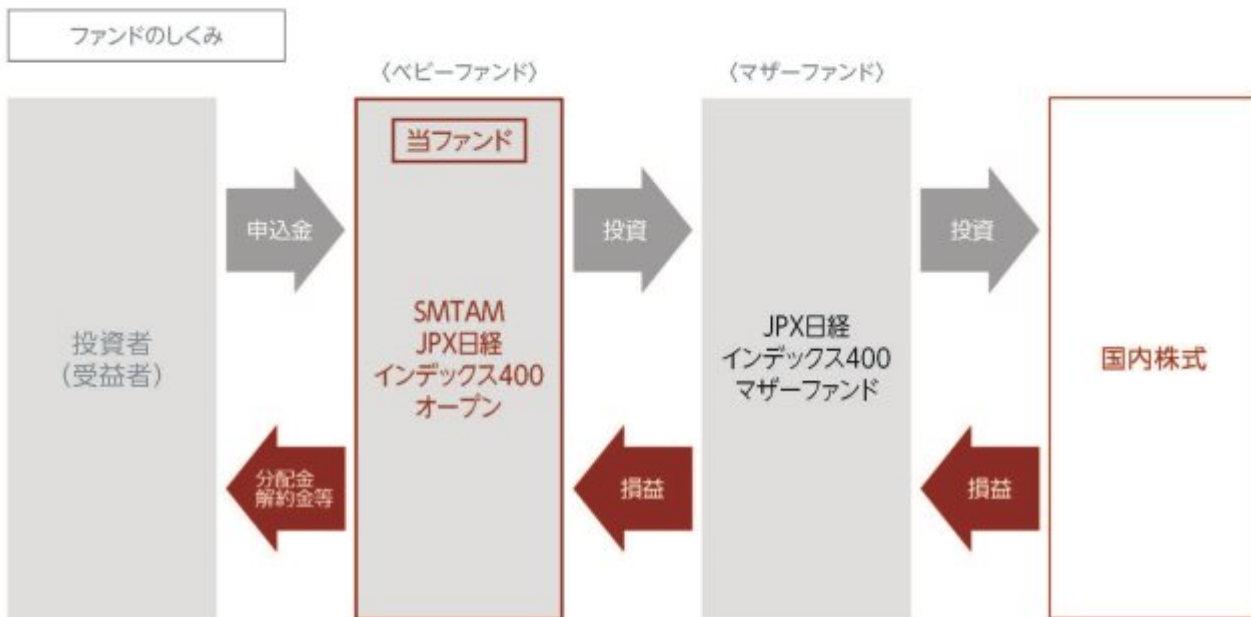 ファンドのしくみ
〈ベビーファンド〉
〈マザーファンド〉
投資者
(受益者)
申込金
分配金
解約金等
当ファンド
SMTAM
JPX日経
インデックス400
オープン
投資
損益
JPX日経
インデックス400
マザーファンド
投資
損益
国内株式